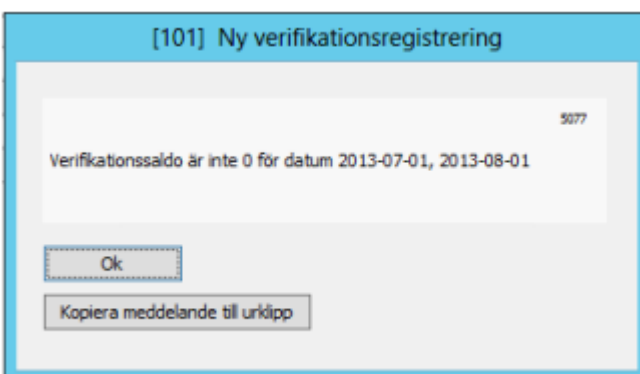 [101] Ny verifikationsregistrering
5077
Verifikationssaldo är inte 0 för datum 2013-07-01, 2013-08-01
Ok
Kopiera meddelande till urklipp